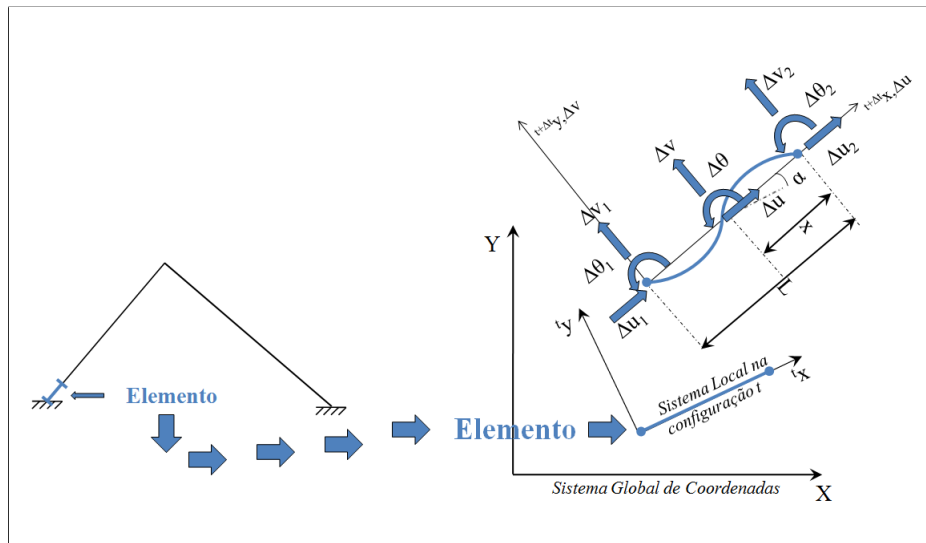 Elemento
Elemento
t+Δty,Δv
Δv₂
Δθ₂
t+Δtx,Δu
Δu₂
Δv
Δθ
α
Δu
Δv₁
Δθ₁
Δu₁
x
L
Y
ty
Sistema Local na
configuração t
tx
Sistema Global de Coordenadas
X